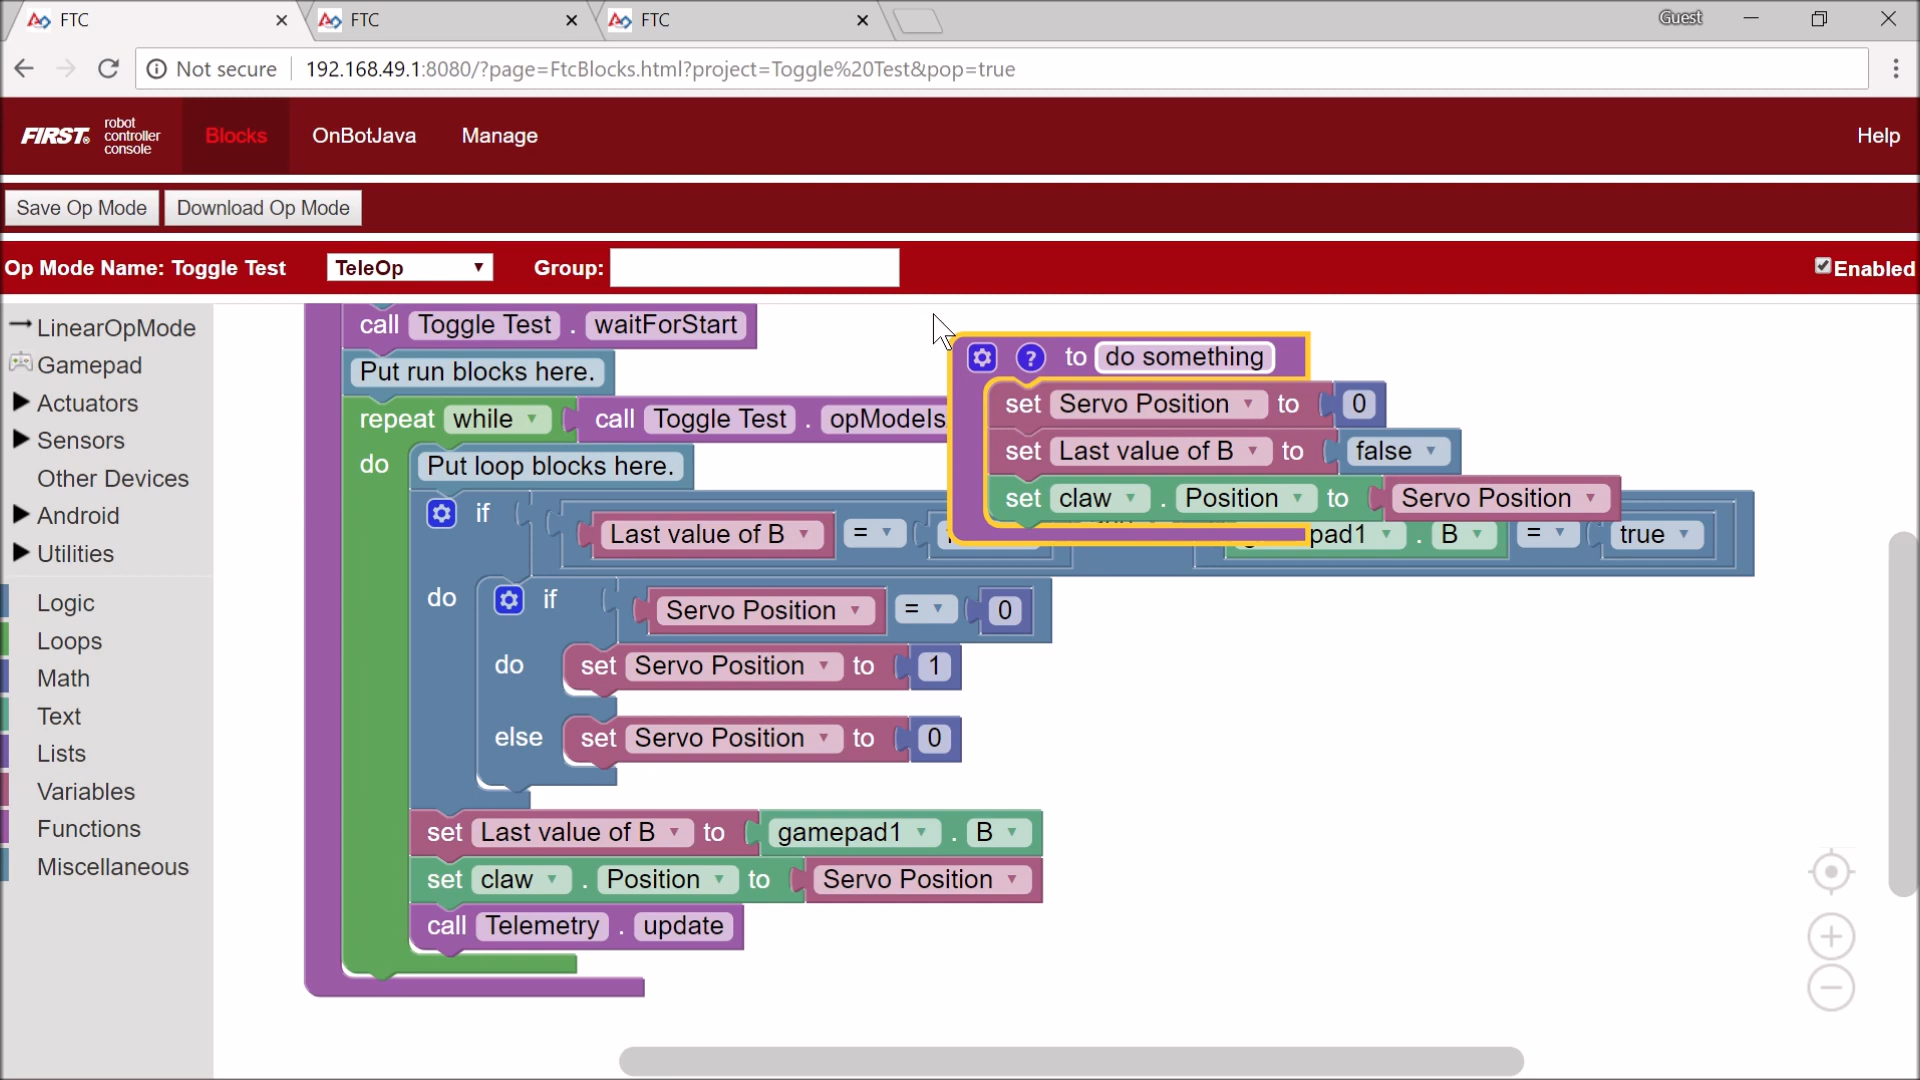 FTC
FTC
FTC
Guest
Not secure
192.168.49.1:8080/?page=FtcBlocks.html?project=Toggle%20Test&pop=true
FIRST® robot controller console
Blocks
OnBotJava
Manage
Help
Save Op Mode
Download Op Mode
Op Mode Name: Toggle Test
TeleOp
Group:
Enabled
LinearOpMode
Gamepad
Actuators
Sensors
Other Devices
Android
Utilities
Logic
Loops
Math
Text
Lists
Variables
Functions
Miscellaneous
call Toggle Test . waitForStart
Put run blocks here.
repeat while call Toggle Test . opModeIs
do Put loop blocks here.
if Last value of B = pad1 . B = true
do if Servo Position = 0
do set Servo Position to 1
else set Servo Position to 0
set Last value of B to gamepad1 . B
set claw . Position to Servo Position
call Telemetry . update
? to do something
set Servo Position to 0
set Last value of B to false
set claw . Position to Servo Position